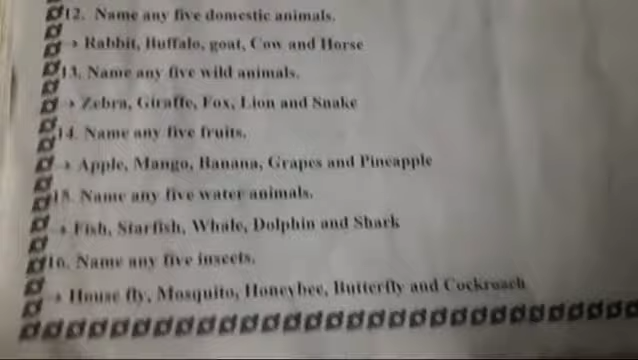 12. Name any five domestic animals.
→ Rabbit, Buffalo, goat, Cow and Horse
13. Name any five wild animals.
→ Zebra, Giraffe, Fox, Lion and Snake
14. Name any five fruits.
→ Apple, Mango, Banana, Grapes and Pineapple
15. Name any five water animals.
→ Fish, Starfish, Whale, Dolphin and Shark
16. Name any five insects.
→ House fly, Mosquito, Honeybee, Butterfly and Cockroach